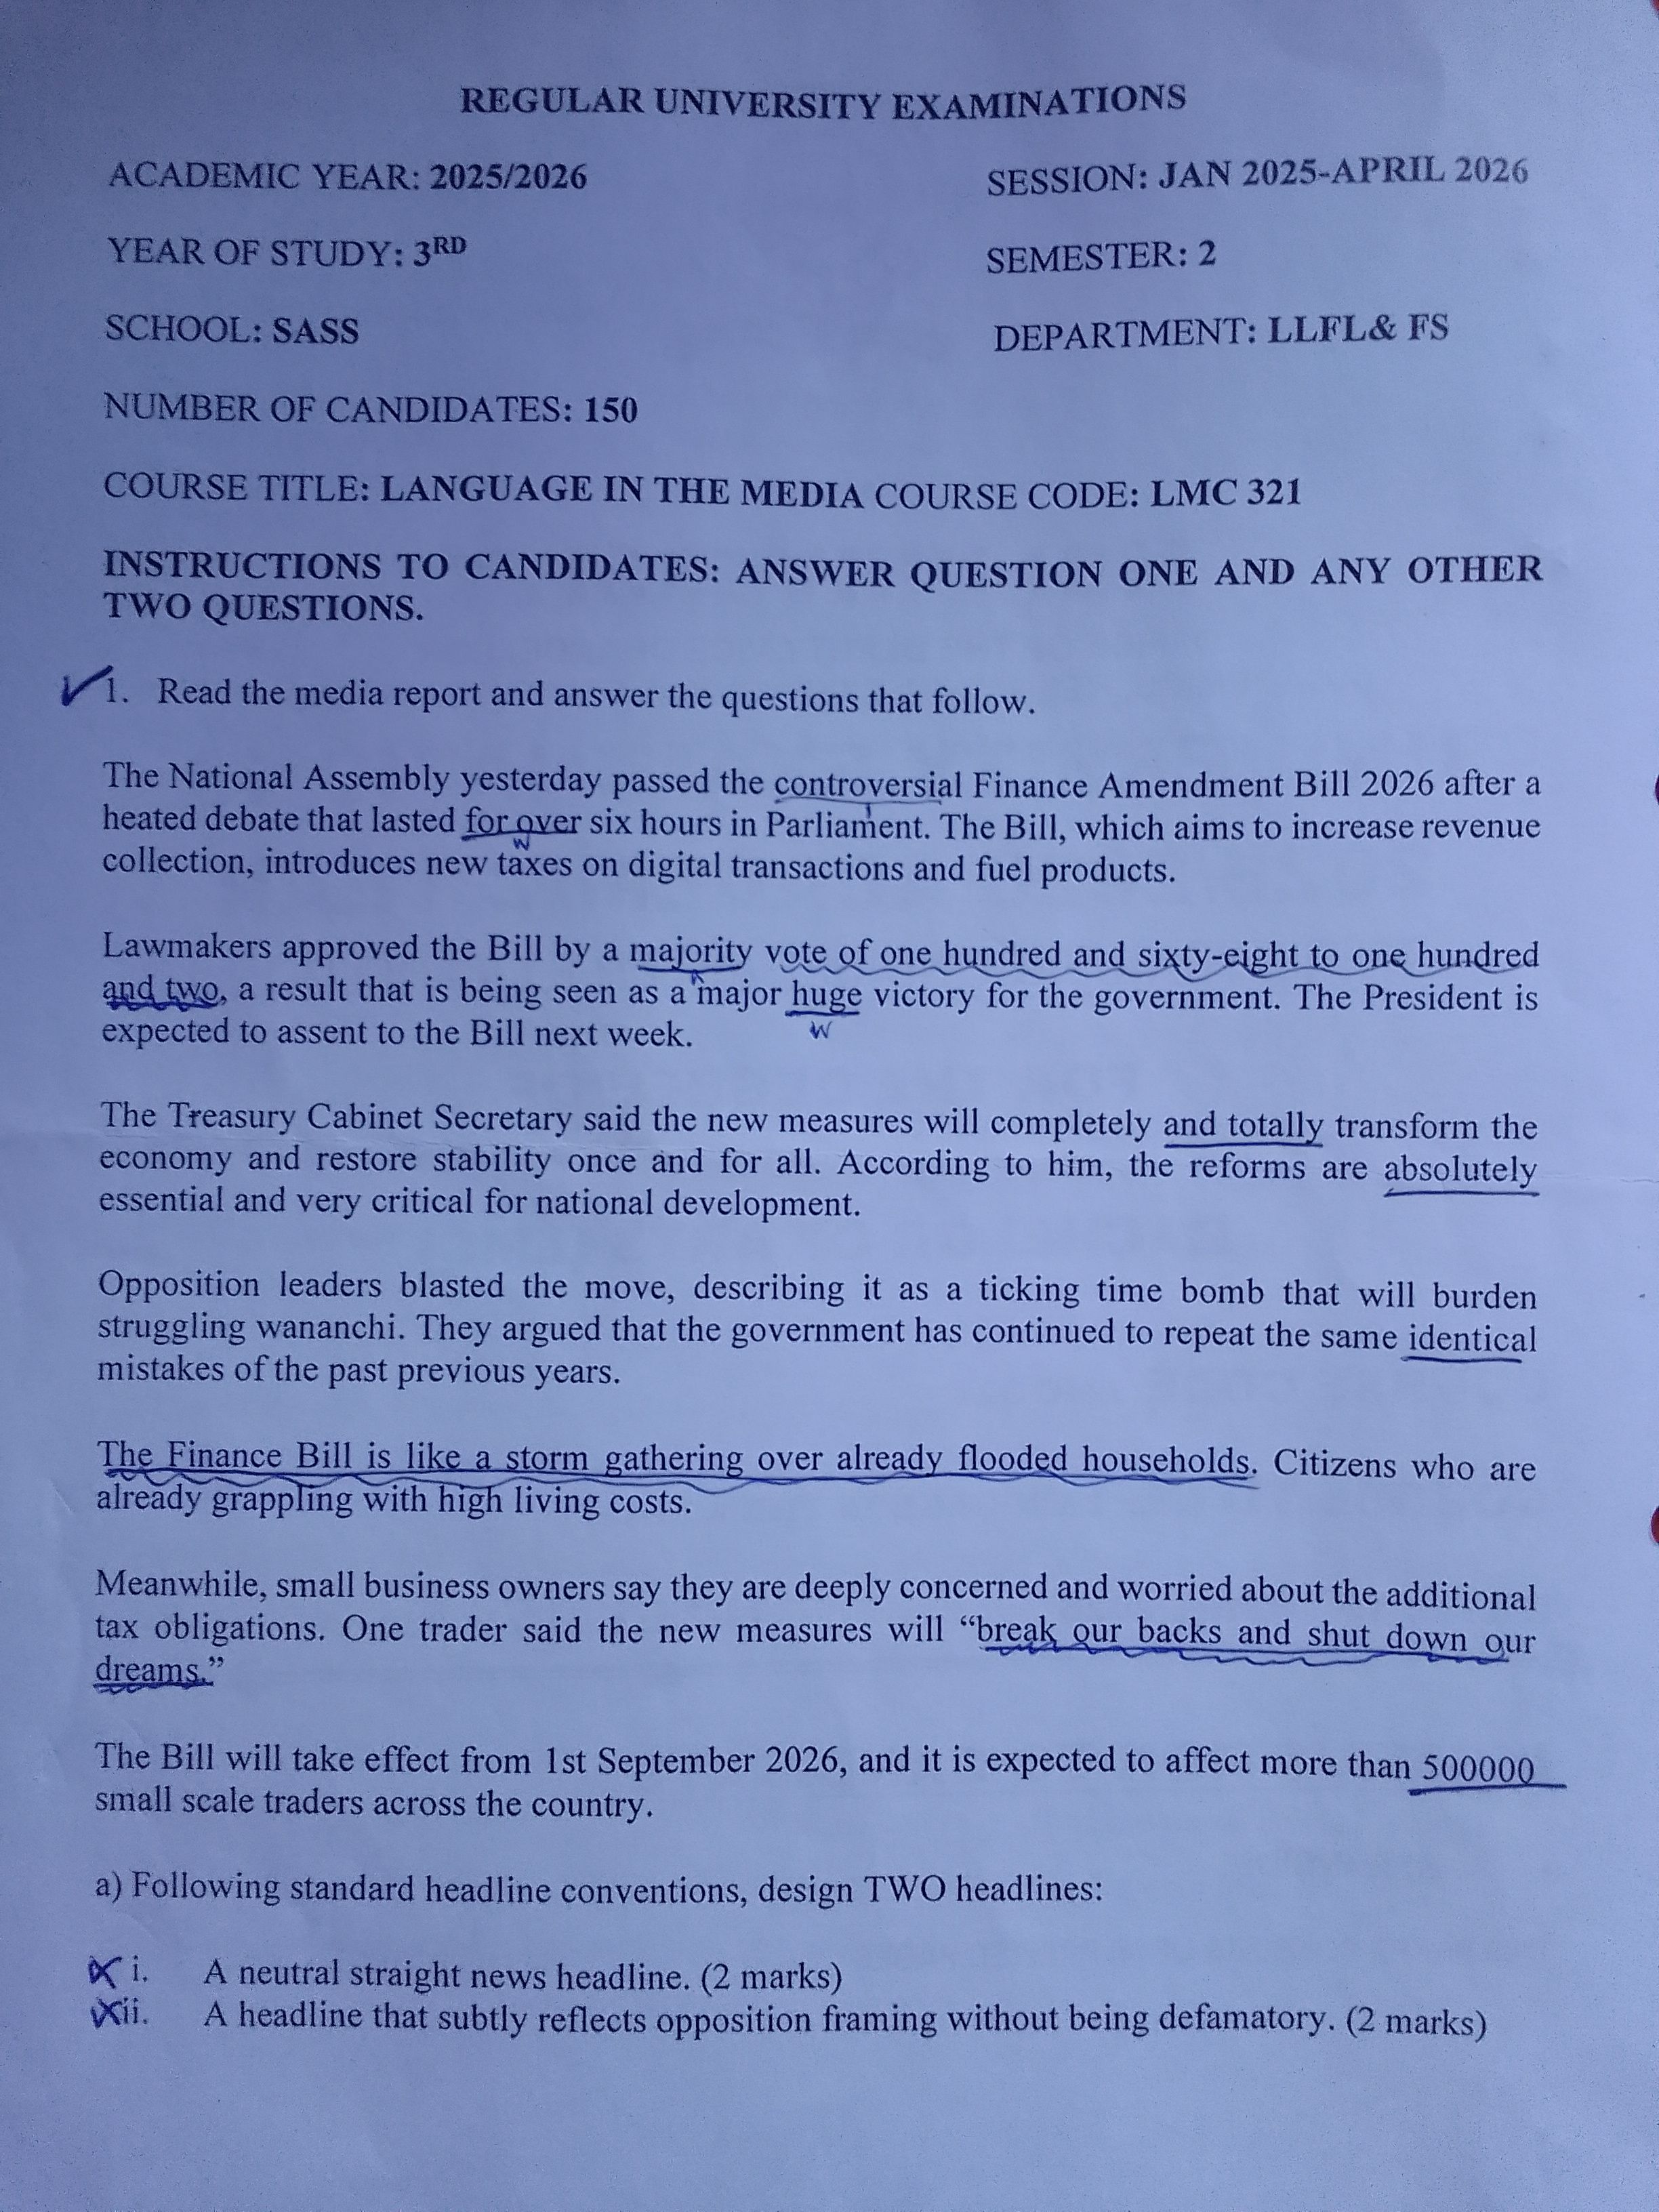 REGULAR UNIVERSITY EXAMINATIONS
ACADEMIC YEAR: 2025/2026 SESSION: JAN 2025-APRIL 2026
YEAR OF STUDY: 3RD SEMESTER: 2
SCHOOL: SASS DEPARTMENT: LLFL& FS
NUMBER OF CANDIDATES: 150
COURSE TITLE: LANGUAGE IN THE MEDIA COURSE CODE: LMC 321
INSTRUCTIONS TO CANDIDATES: ANSWER QUESTION ONE AND ANY OTHER
TWO QUESTIONS.
1. Read the media report and answer the questions that follow.
The National Assembly yesterday passed the controversial Finance Amendment Bill 2026 after a
heated debate that lasted for over six hours in Parliament. The Bill, which aims to increase revenue
w
collection, introduces new taxes on digital transactions and fuel products.
Lawmakers approved the Bill by a majority vote of one hundred and sixty-eight to one hundred
and two, a result that is being seen as a major huge victory for the government. The President is
w
expected to assent to the Bill next week.
The Treasury Cabinet Secretary said the new measures will completely and totally transform the
economy and restore stability once and for all. According to him, the reforms are absolutely
essential and very critical for national development.
Opposition leaders blasted the move, describing it as a ticking time bomb that will burden
struggling wananchi. They argued that the government has continued to repeat the same identical
mistakes of the past previous years.
The Finance Bill is like a storm gathering over already flooded households. Citizens who are
already grappling with high living costs.
Meanwhile, small business owners say they are deeply concerned and worried about the additional
tax obligations. One trader said the new measures will “break our backs and shut down our
dreams.”
The Bill will take effect from 1st September 2026, and it is expected to affect more than 500000
small scale traders across the country.
a) Following standard headline conventions, design TWO headlines:
i. A neutral straight news headline. (2 marks)
ii. A headline that subtly reflects opposition framing without being defamatory. (2 marks)